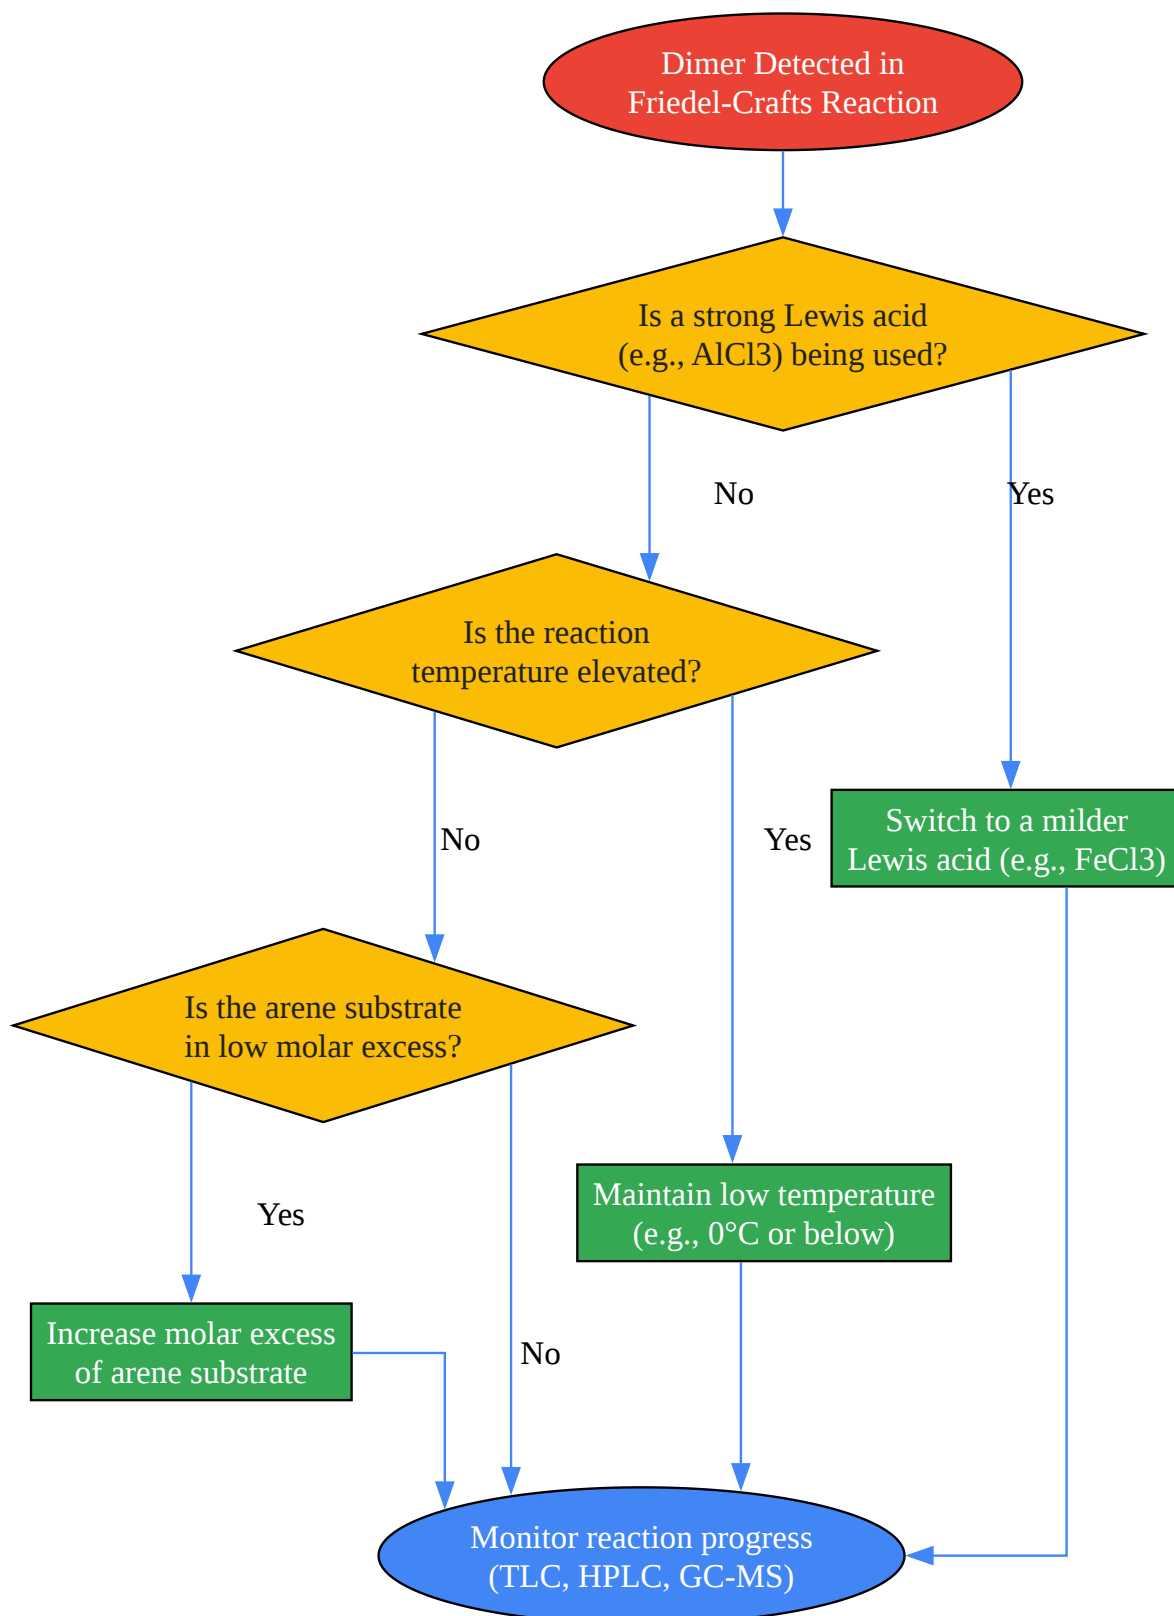 Dimer Detected in
Friedel-Crafts Reaction
Is a strong Lewis acid
(e.g., AlCl3) being used?
No
Yes
Is the reaction
temperature elevated?
No
Yes
Switch to a milder
Lewis acid (e.g., FeCl3)
Is the arene substrate
in low molar excess?
Yes
No
Maintain low temperature
(e.g., 0°C or below)
Increase molar excess
of arene substrate
Monitor reaction progress
(TLC, HPLC, GC-MS)